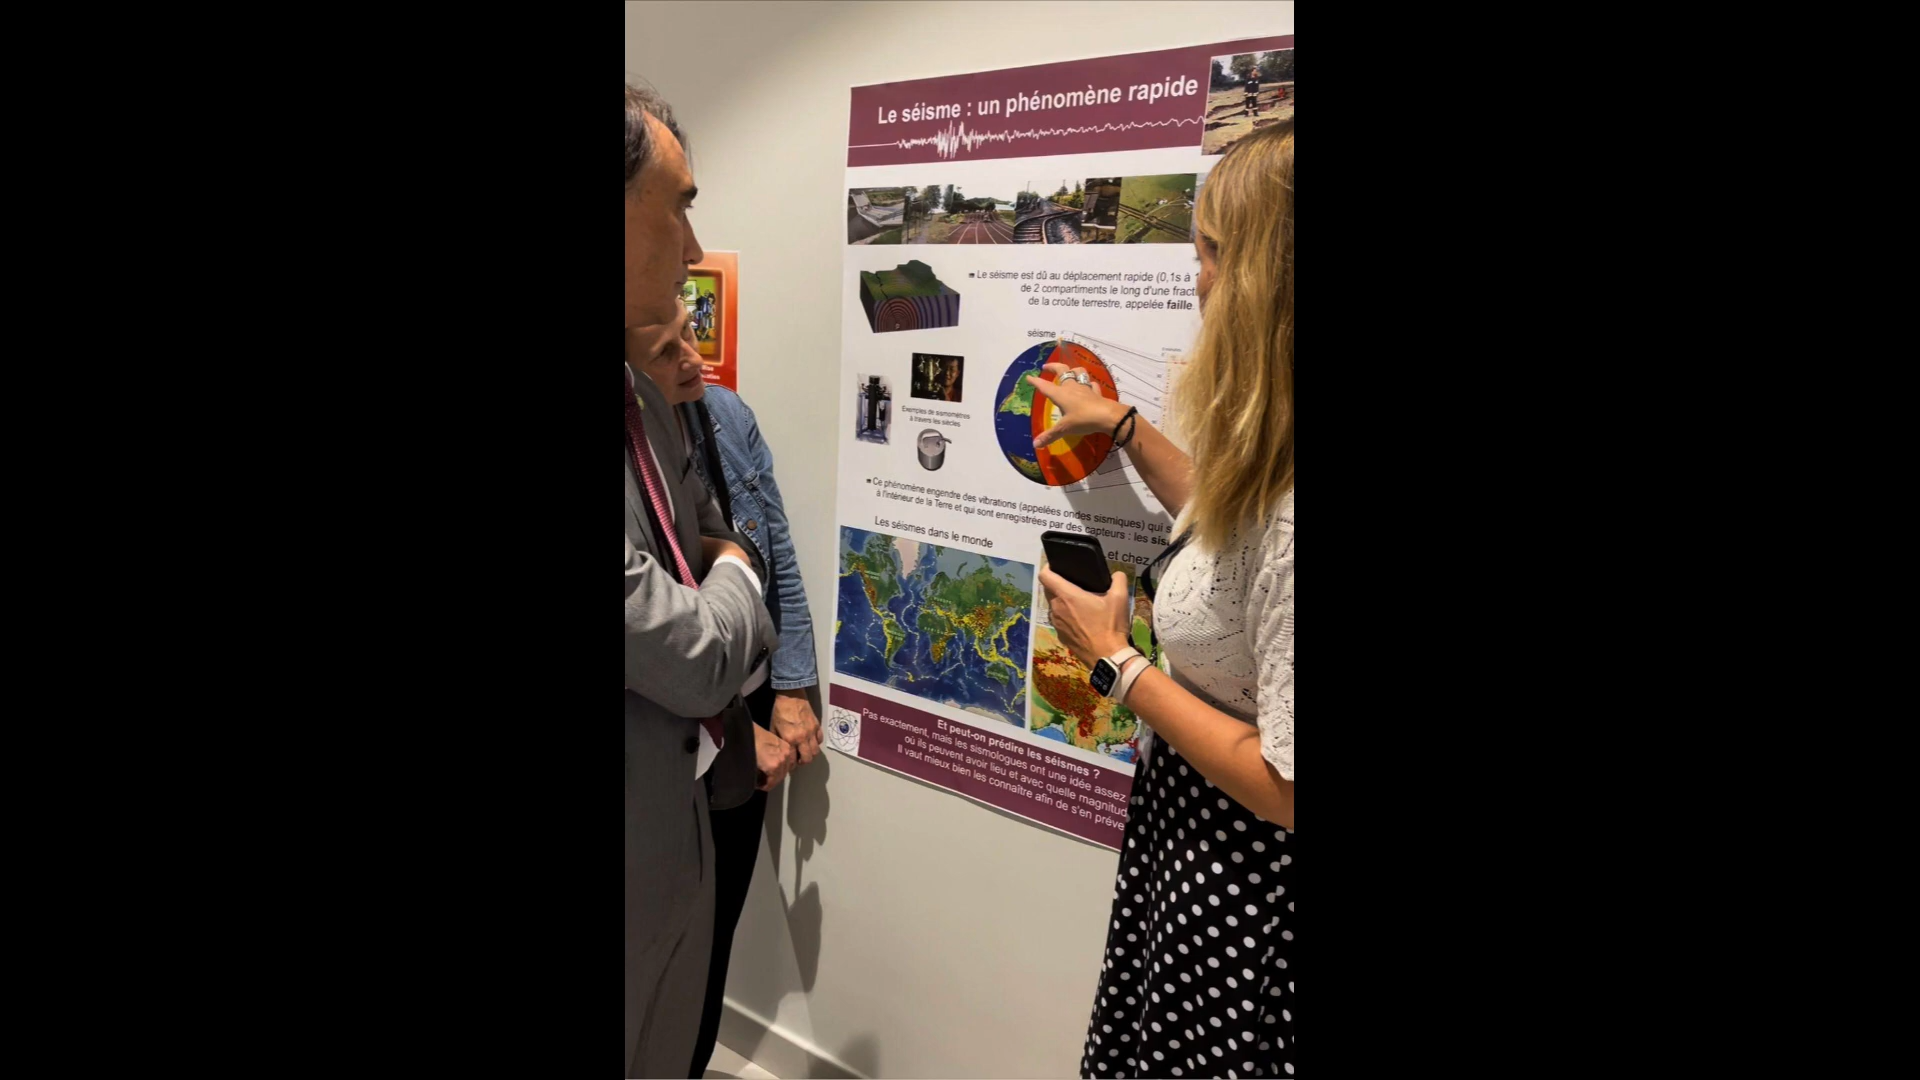 Le séisme : un phénomène rapide
Le séisme est dû au déplacement rapide (0,1s à
de 2 compartiments le long d'une fract
de la croûte terrestre, appelée faille
séisme
Exemples de sismomètres
à travers les siècles
Ce phénomène engendre des vibrations (appelées ondes sismiques) qui s
à l'intérieur de la Terre et qui sont enregistrées par des capteurs : les sis
Les séismes dans le monde
et chez
Et peut-on prédire les séismes ?
Pas exactement, mais les sismologues ont une idée assez
où ils peuvent avoir lieu et avec quelle magnitud
Il vaut mieux bien les connaître afin de s'en préve